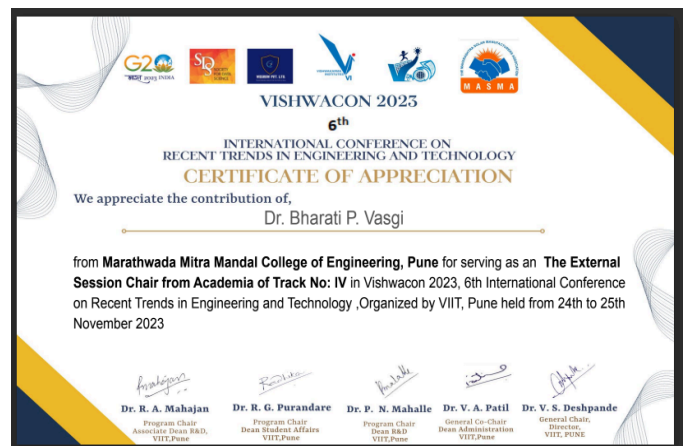 G20
भारत 2023 INDIA
SDS
VI
MASMA
VISHWACON 2023
6th
INTERNATIONAL CONFERENCE ON
RECENT TRENDS IN ENGINEERING AND TECHNOLOGY
CERTIFICATE OF APPRECIATION
We appreciate the contribution of,
Dr. Bharati P. Vasgi
from Marathwada Mitra Mandal College of Engineering, Pune for serving as an The External
Session Chair from Academia of Track No: IV in Vishwacon 2023, 6th International Conference
on Recent Trends in Engineering and Technology ,Organized by VIIT, Pune held from 24th to 25th
November 2023
Dr. R. A. Mahajan
Program Chair
Associate Dean R&D,
VIIT,Pune
Dr. R. G. Purandare
Program Chair
Dean Student Affairs
VIIT,Pune
Dr. P. N. Mahalle
Program Chair
Dean R&D
VIIT,Pune
Dr. V. A. Patil
General Co-Chair
Dean Administration
VIIT,Pune
Dr. V. S. Deshpande
General Chair,
Director,
VIIT, PUNE